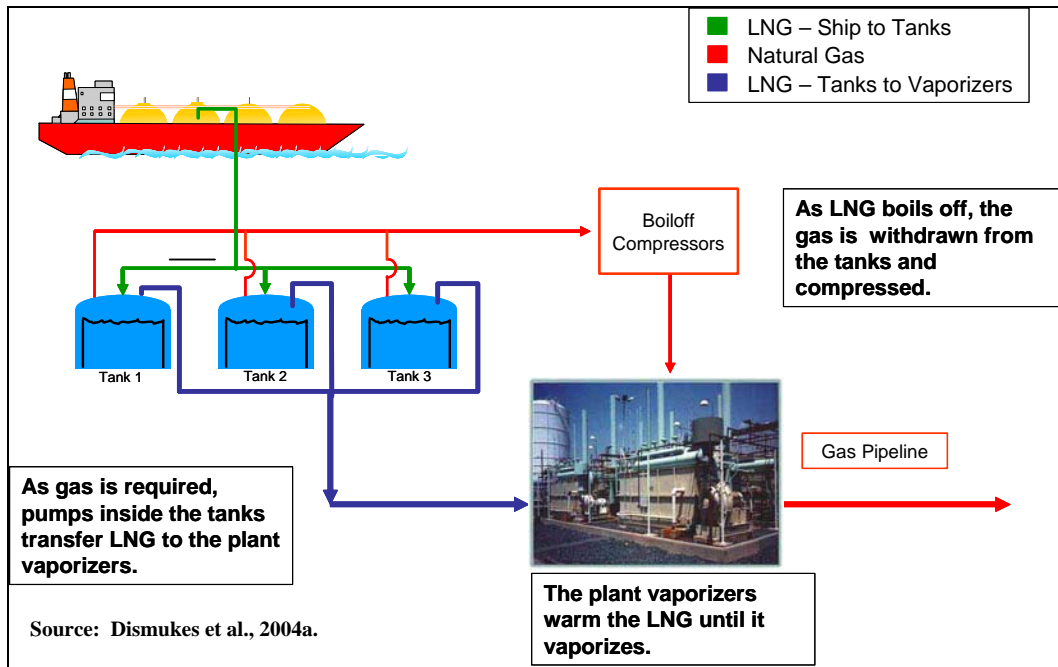 LNG – Ship to Tanks
Natural Gas
LNG – Tanks to Vaporizers
Boiloff
Compressors
As LNG boils off, the
gas is withdrawn from
the tanks and
compressed.
Tank 1
Tank 2
Tank 3
Gas Pipeline
As gas is required,
pumps inside the tanks
transfer LNG to the plant
vaporizers.
The plant vaporizers
warm the LNG until it
vaporizes.
Source: Dismukes et al., 2004a.